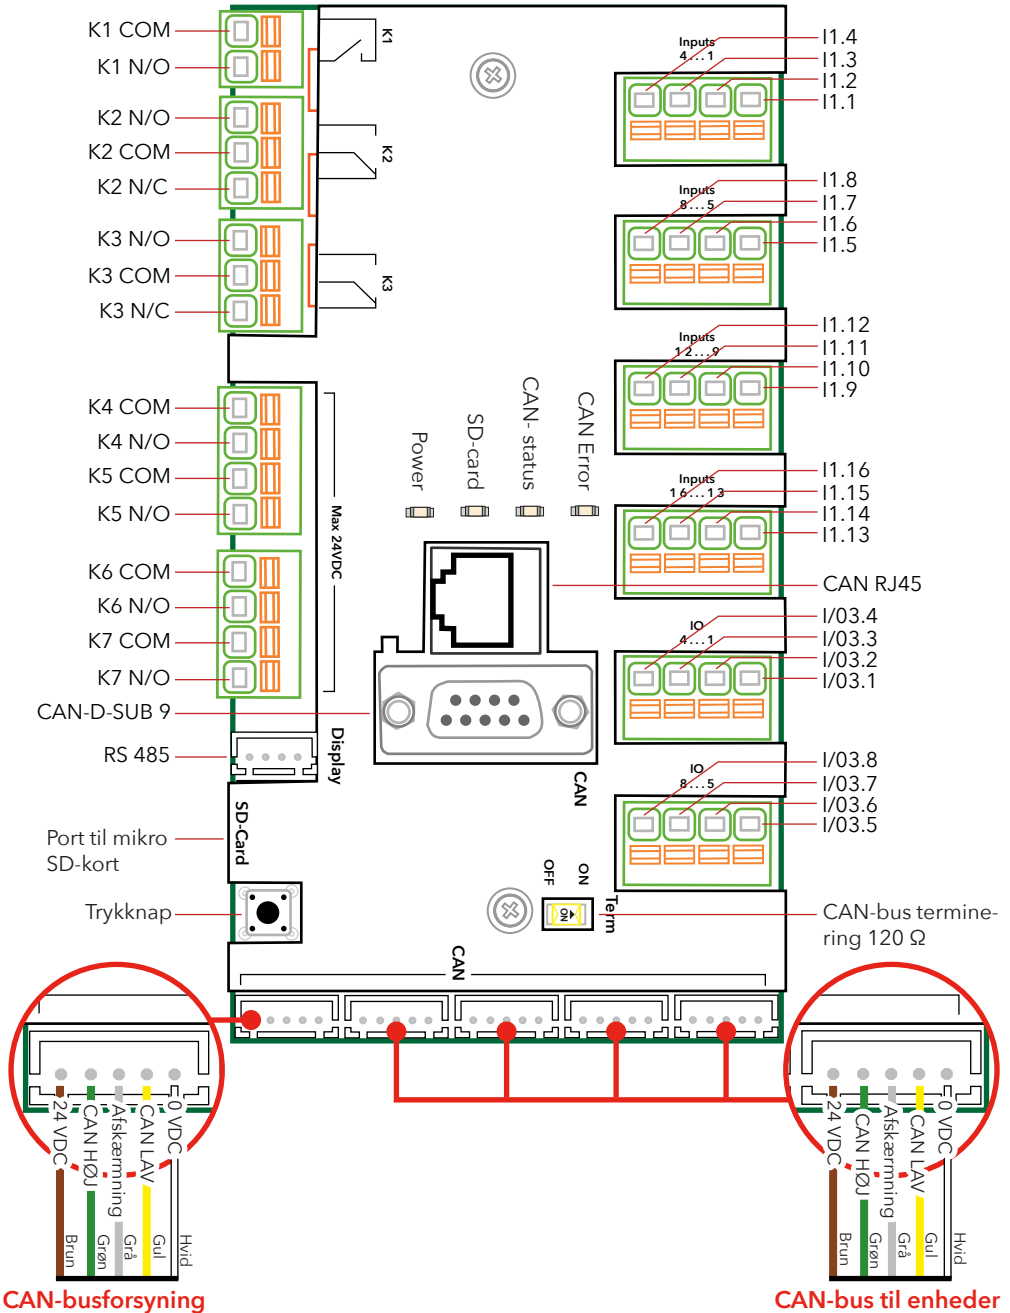 K1 COM
K1 N/O
K2 N/O
K2 COM
K2 N/C
K3 N/O
K3 COM
K3 N/C
K1
K2
K3
Inputs
4...1
I1.4
I1.3
I1.2
I1.1
Inputs
8...5
I1.8
I1.7
I1.6
I1.5
Inputs
12...9
I1.12
I1.11
I1.10
I1.9
K4 COM
K4 N/O
K5 COM
K5 N/O
K6 COM
K6 N/O
K7 COM
K7 N/O
Max 24VDC
Power
SD-card
CAN- status
CAN Error
Inputs
16...13
I1.16
I1.15
I1.14
I1.13
CAN RJ45
IO
4...1
I/03.4
I/03.3
I/03.2
I/03.1
CAN-D-SUB 9
RS 485
Display
CAN
IO
8...5
I/03.8
I/03.7
I/03.6
I/03.5
SD-Card
Port til mikro
SD-kort
Trykknap
OFF
ON
ON
Term
CAN-bus terminе-
ring 120 Ω
CAN
24 VDC
CAN HØJ
Afskærmning
CAN LAV
0 VDC
Brun
Grøn
Grå
Gul
Hvid
CAN-busforsyning
24 VDC
CAN HØJ
Afskærmning
CAN LAV
0 VDC
Brun
Grøn
Grå
Gul
Hvid
CAN-bus til enheder